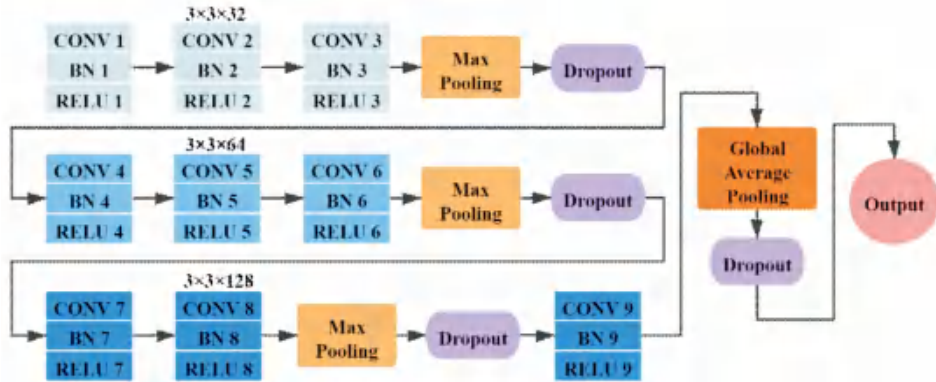 3×3×32
CONV 1
BN 1
RELU 1
CONV 2
BN 2
RELU 2
CONV 3
BN 3
RELU 3
Max
Pooling
Dropout
3×3×64
CONV 4
BN 4
RELU 4
CONV 5
BN 5
RELU 5
CONV 6
BN 6
RELU 6
Max
Pooling
Dropout
3×3×128
CONV 7
BN 7
RELU 7
CONV 8
BN 8
RELU 8
Max
Pooling
Dropout
CONV 9
BN 9
RELU 9
Global
Average
Pooling
Dropout
Output